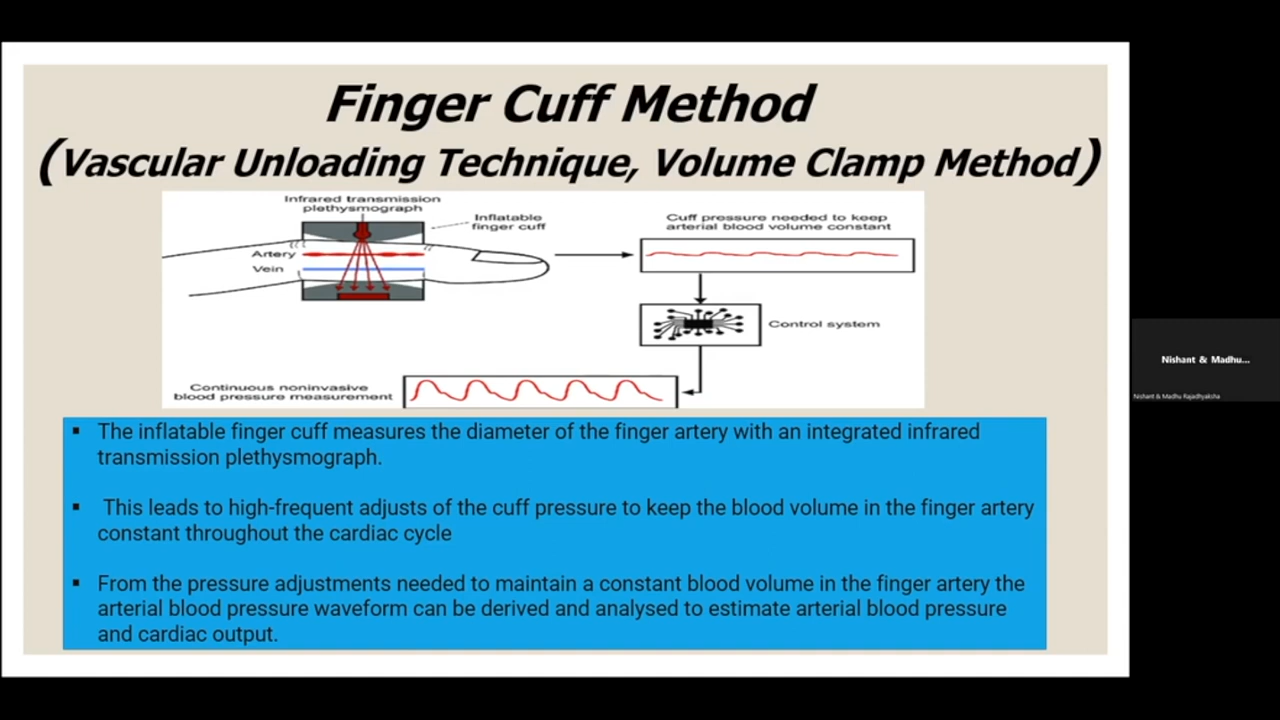 Finger Cuff Method
(Vascular Unloading Technique, Volume Clamp Method)
Infrared transmission
plethysmograph
Inflatable
finger cuff
Artery
Vein
Cuff pressure needed to keep
arterial blood volume constant
Control system
Continuous noninvasive
blood pressure measurement
▪ The inflatable finger cuff measures the diameter of the finger artery with an integrated infrared
transmission plethysmograph.
▪ This leads to high-frequent adjusts of the cuff pressure to keep the blood volume in the finger artery
constant throughout the cardiac cycle
▪ From the pressure adjustments needed to maintain a constant blood volume in the finger artery the
arterial blood pressure waveform can be derived and analysed to estimate arterial blood pressure
and cardiac output.
Nishant & Madhu...
Nishant & Madhu Rajadhyaksha